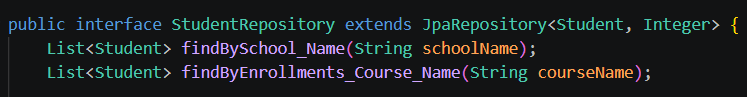 public interface StudentRepository extends JpaRepository<Student, Integer> {
    List<Student> findBySchool_Name(String schoolName);
    List<Student> findByEnrollments_Course_Name(String courseName);